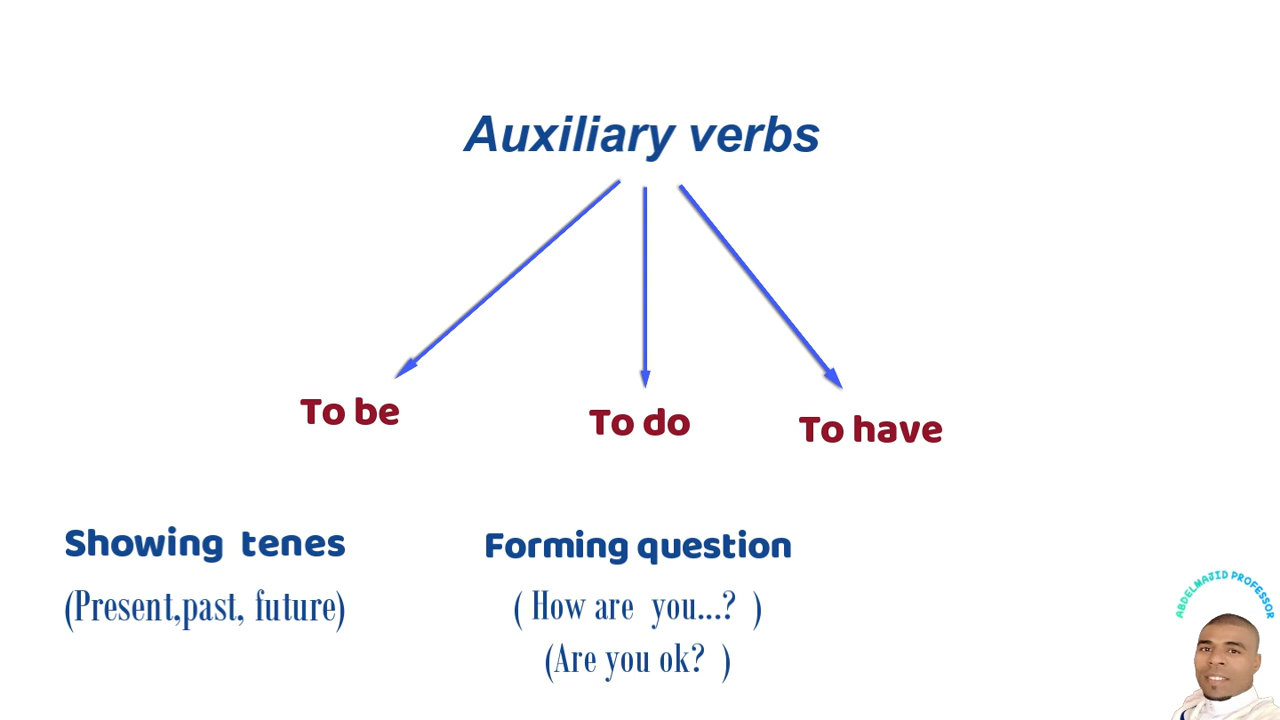 Auxiliary verbs
To be
To do
To have
Showing tenes
Forming question
(Present,past, future)
( How are you...? )
(Are you ok? )
ABDELMAJID PROFESSOR